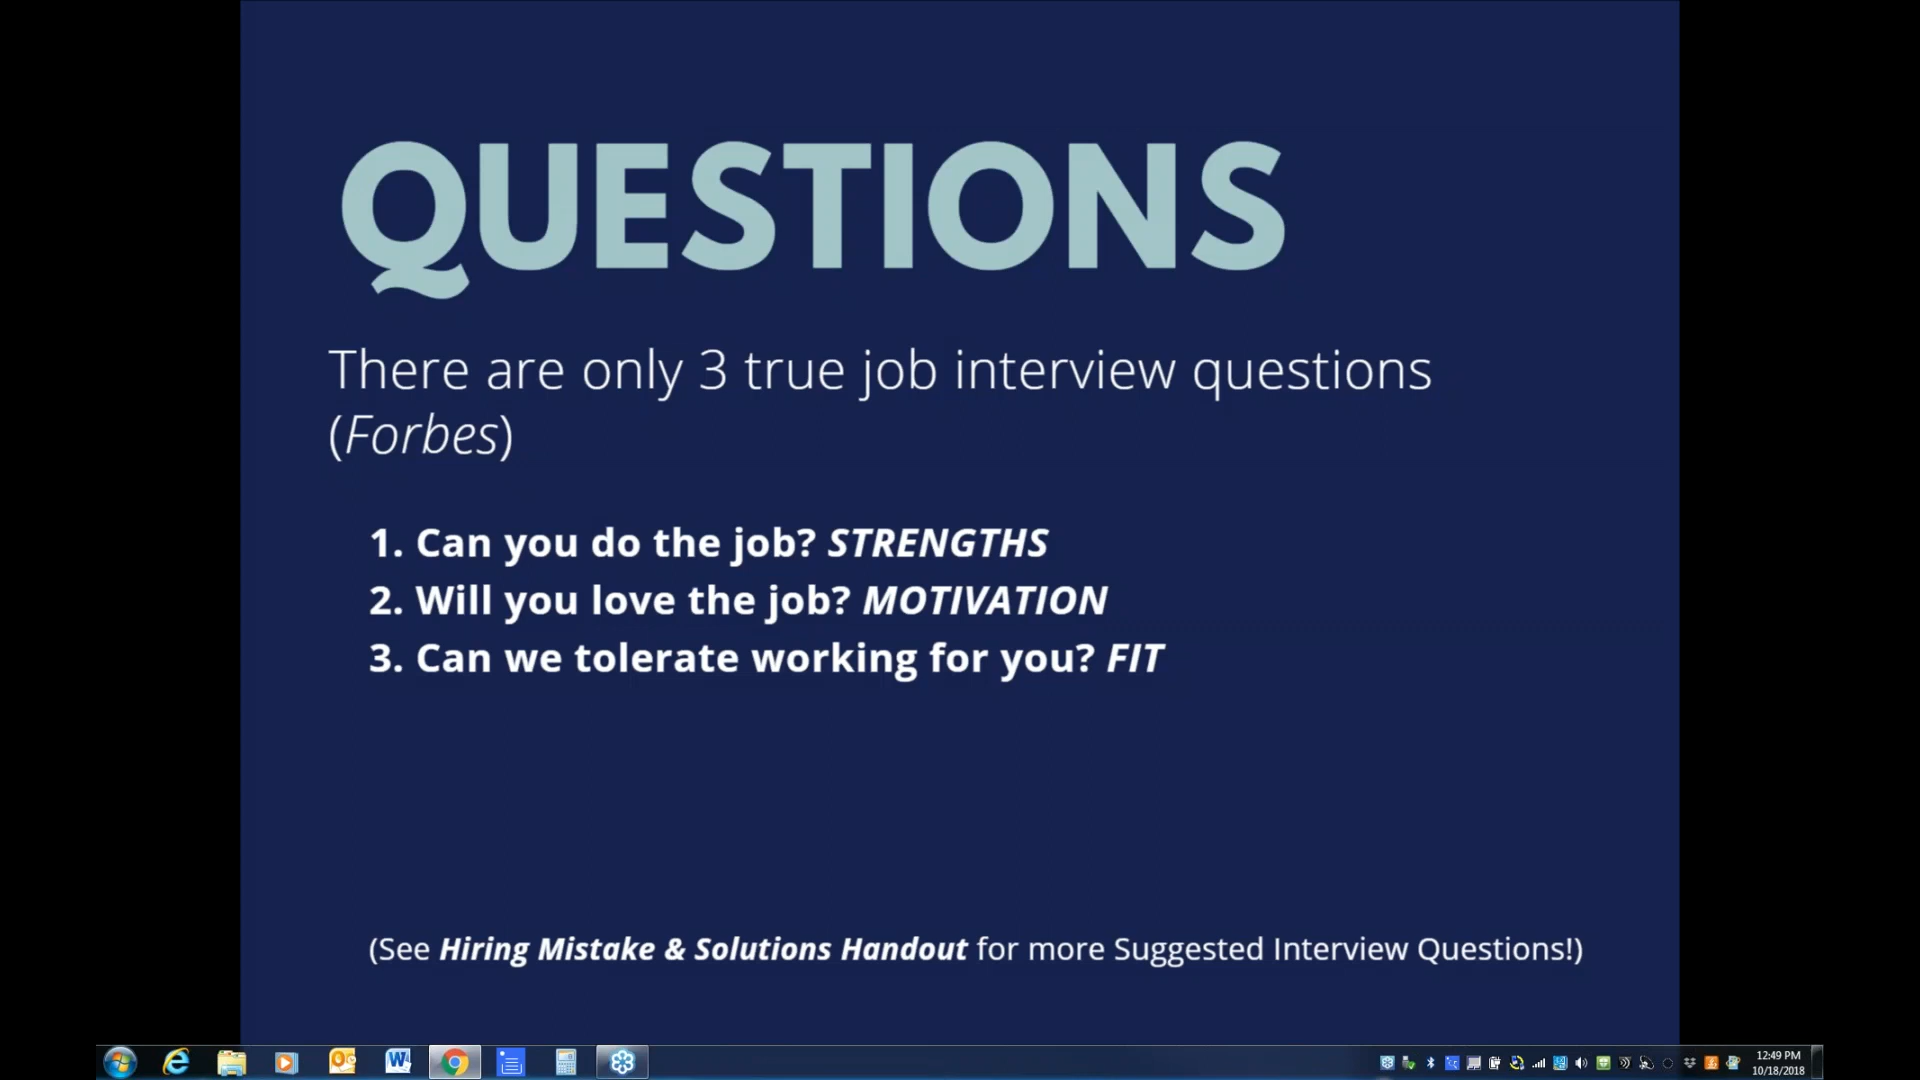 QUESTIONS
There are only 3 true job interview questions
(Forbes)
1. Can you do the job? STRENGTHS
2. Will you love the job? MOTIVATION
3. Can we tolerate working for you? FIT
(See Hiring Mistake & Solutions Handout for more Suggested Interview Questions!)
12:49 PM
10/18/2018